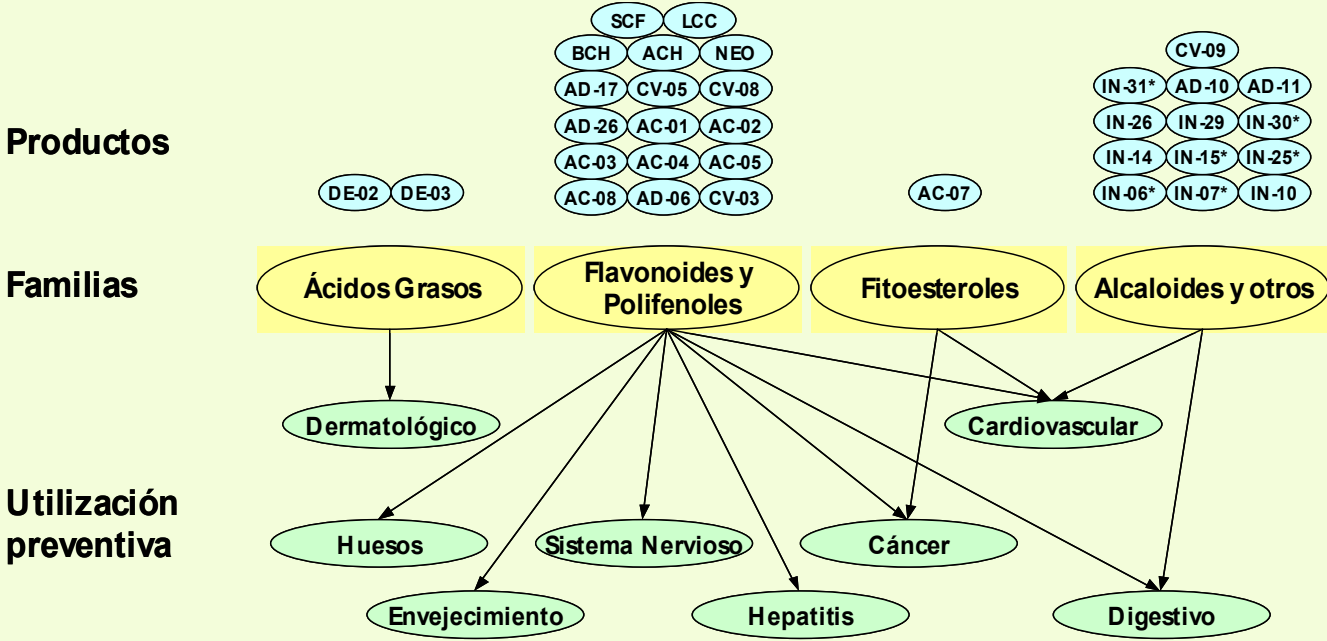 SCF LCC
BCH ACH NEO
CV-09
AD-17 CV-05 CV-08
IN-31* AD-10 AD-11
AD-26 AC-01 AC-02
IN-26 IN-29 IN-30*
Productos
AC-03 AC-04 AC-05
IN-14 IN-15* IN-25*
DE-02 DE-03
AC-08 AD-06 CV-03
AC-07
IN-06* IN-07* IN-10
Familias
Ácidos Grasos
Flavonoides y
Polifenoles
Fitoesteroles
Alcaloides y otros
Dermatológico
Cardiovascular
Utilización
preventiva
Huesos
Sistema Nervioso
Cáncer
Envejecimiento
Hepatitis
Digestivo